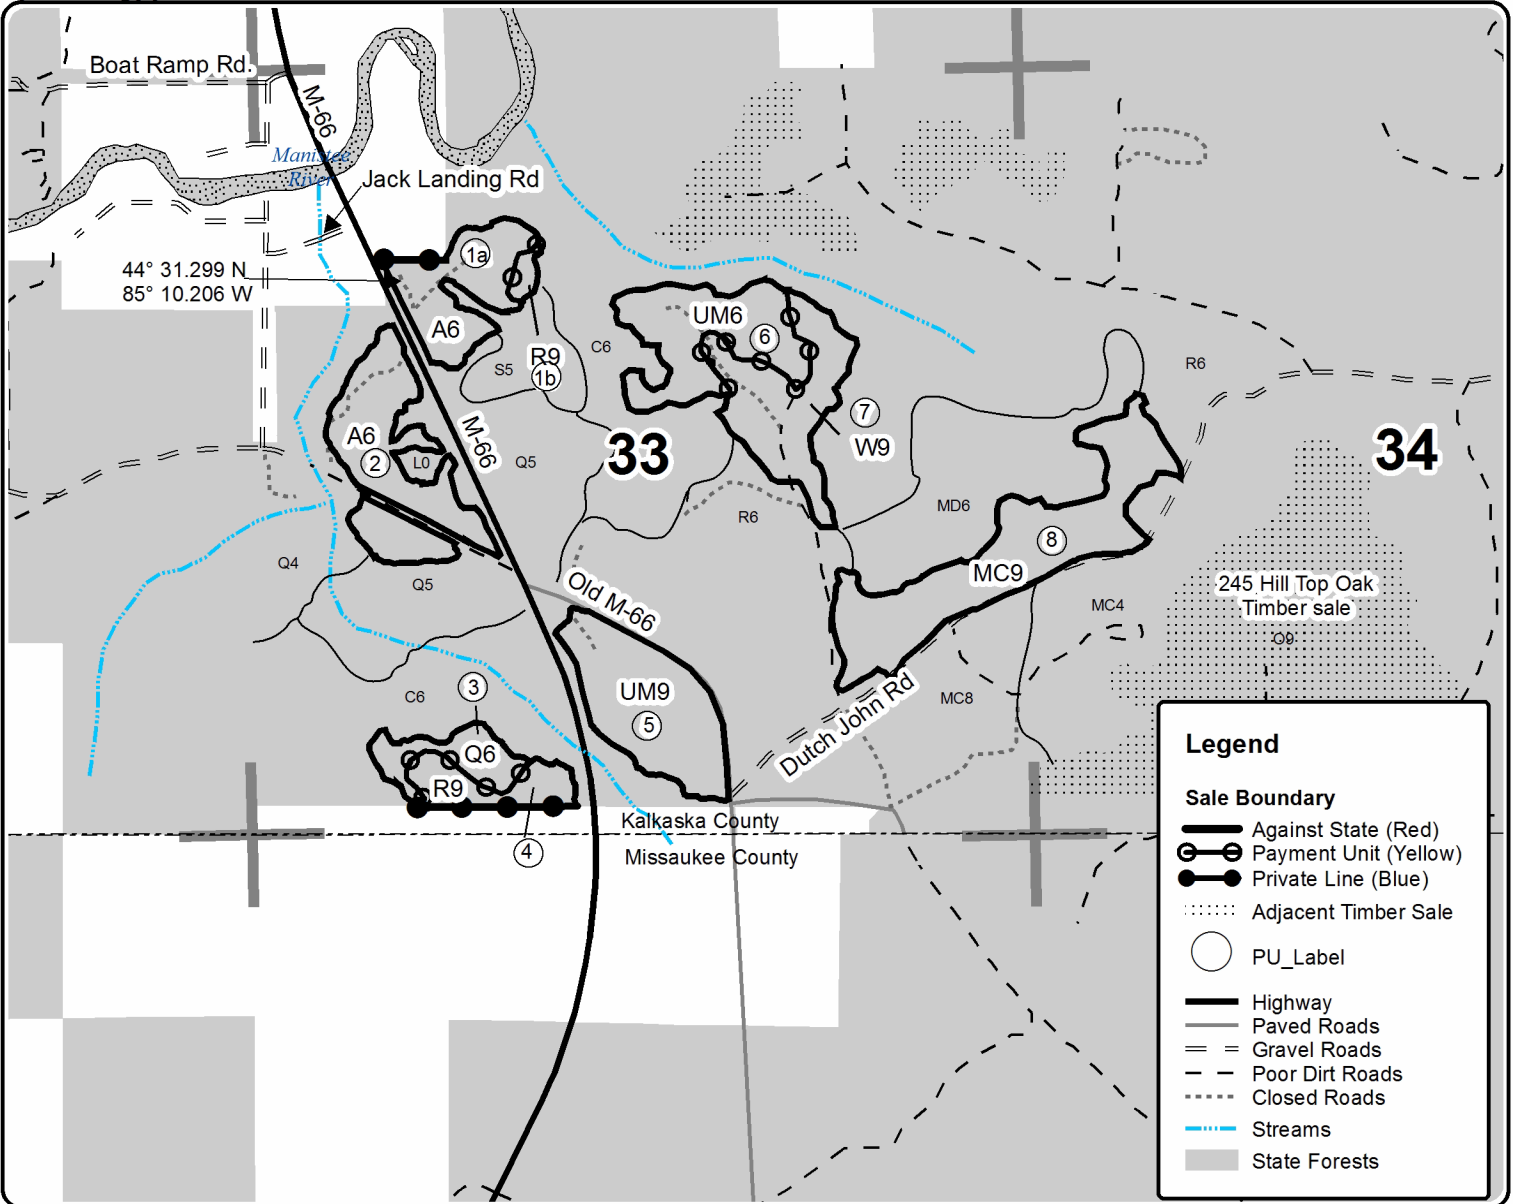 Boat Ramp Rd.
M-66
Manistee
River
Jack Landing Rd
1a
44° 31.299 N
85° 10.206 W
A6
UM6
6
R9
1b
S5
C6
R6
7
W9
A6
2
L0
M-66
Q5
33
34
MD6
R6
8
Q4
Q5
MC9
Old M-66
245 Hill Top Oak
Timber sale
Q9
MC4
C6
3
UM9
5
MC8
Dutch John Rd
Q6
R9
4
Kalkaska County
Missaukee County
Legend
Sale Boundary
Against State (Red)
Payment Unit (Yellow)
Private Line (Blue)
Adjacent Timber Sale
PU_Label
Highway
Paved Roads
Gravel Roads
Poor Dirt Roads
Closed Roads
Streams
State Forests